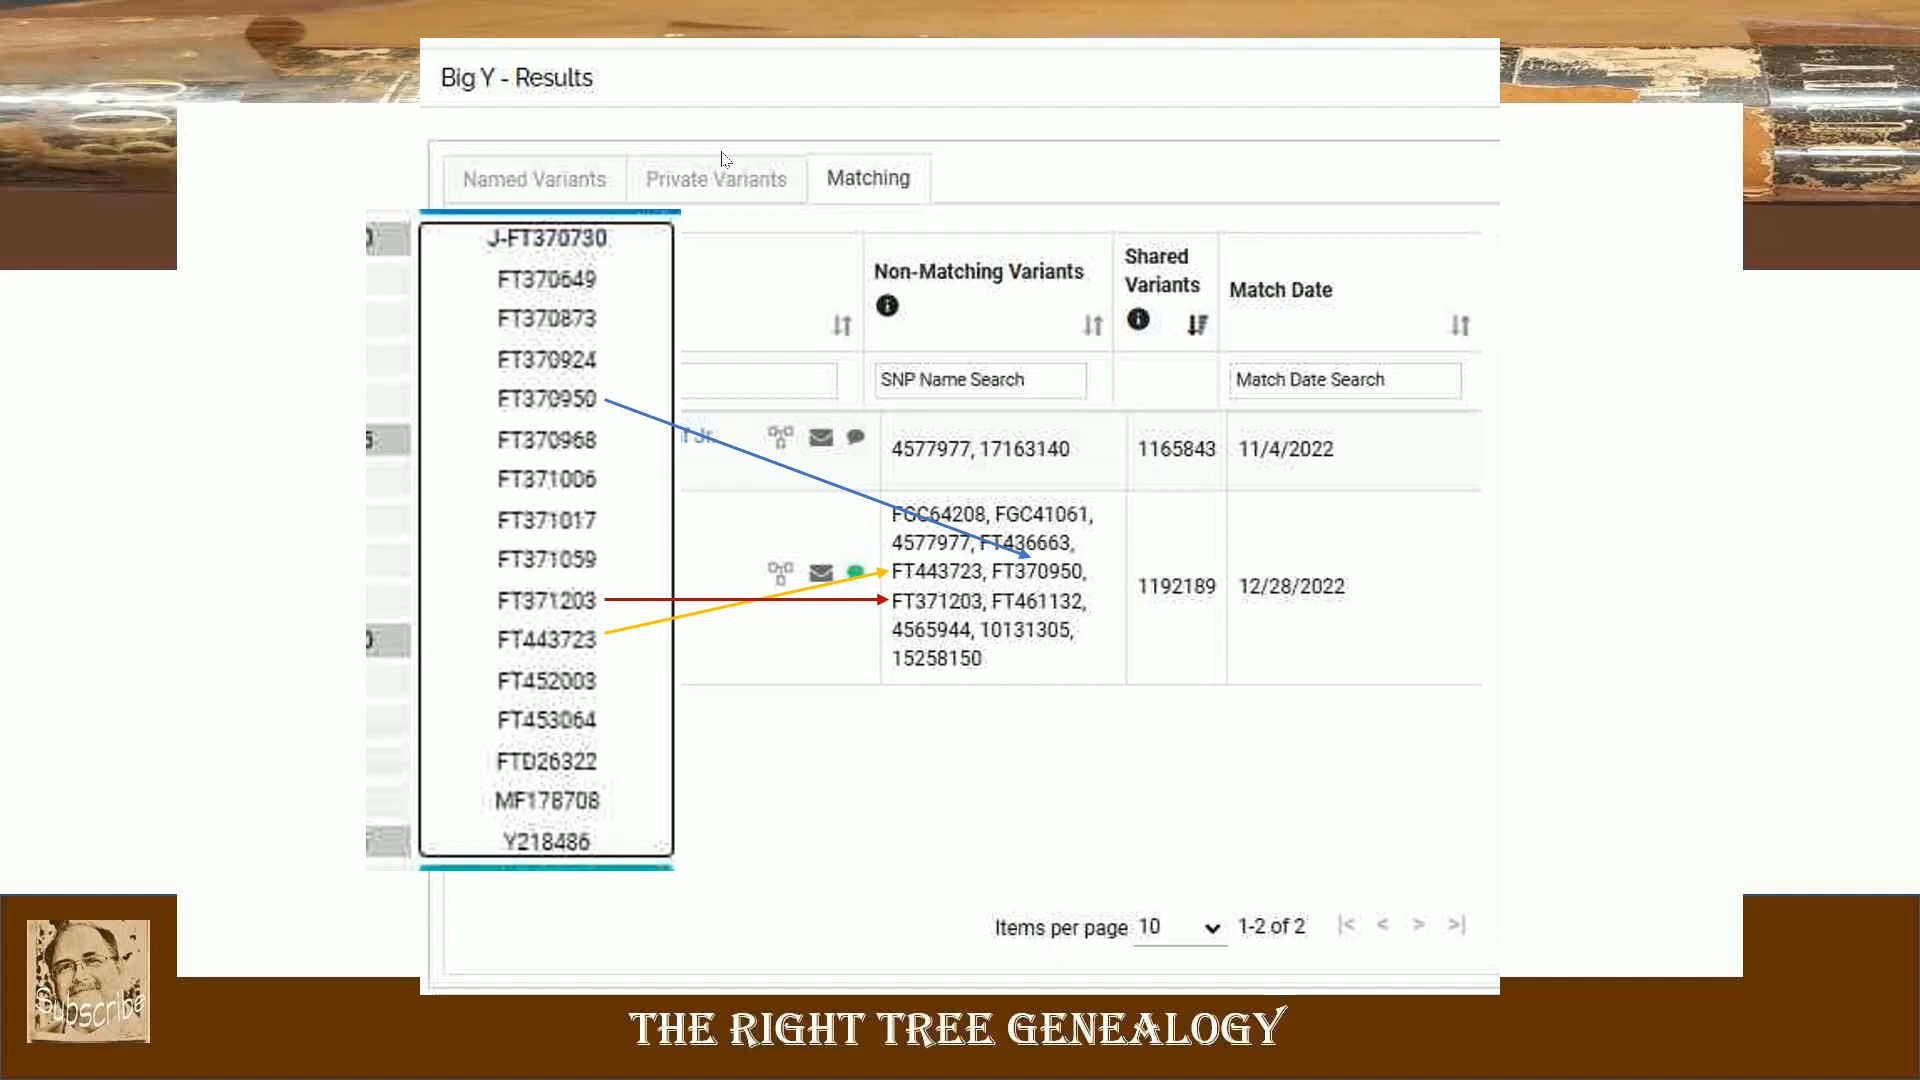 Big Y - Results
Named Variants
Private Variants
Matching
J-FT370730
FT370649
FT370873
FT370924
FT370950
FT370968
FT371006
FT371017
FT371059
FT371203
FT443723
FT452003
FT453064
FTD26322
MF178708
Y218486
Non-Matching Variants
Shared
Variants
Match Date
SNP Name Search
Match Date Search
Jr.
4577977, 17163140
1165843
11/4/2022
FGC64208, FGC41061,
4577977, FT436663,
FT443723, FT370950,
FT371203, FT461132,
4565944, 10131305,
15258150
1192189
12/28/2022
Items per page 10
1-2 of 2
|< < > >|
Subscribe
THE RIGHT TREE GENEALOGY